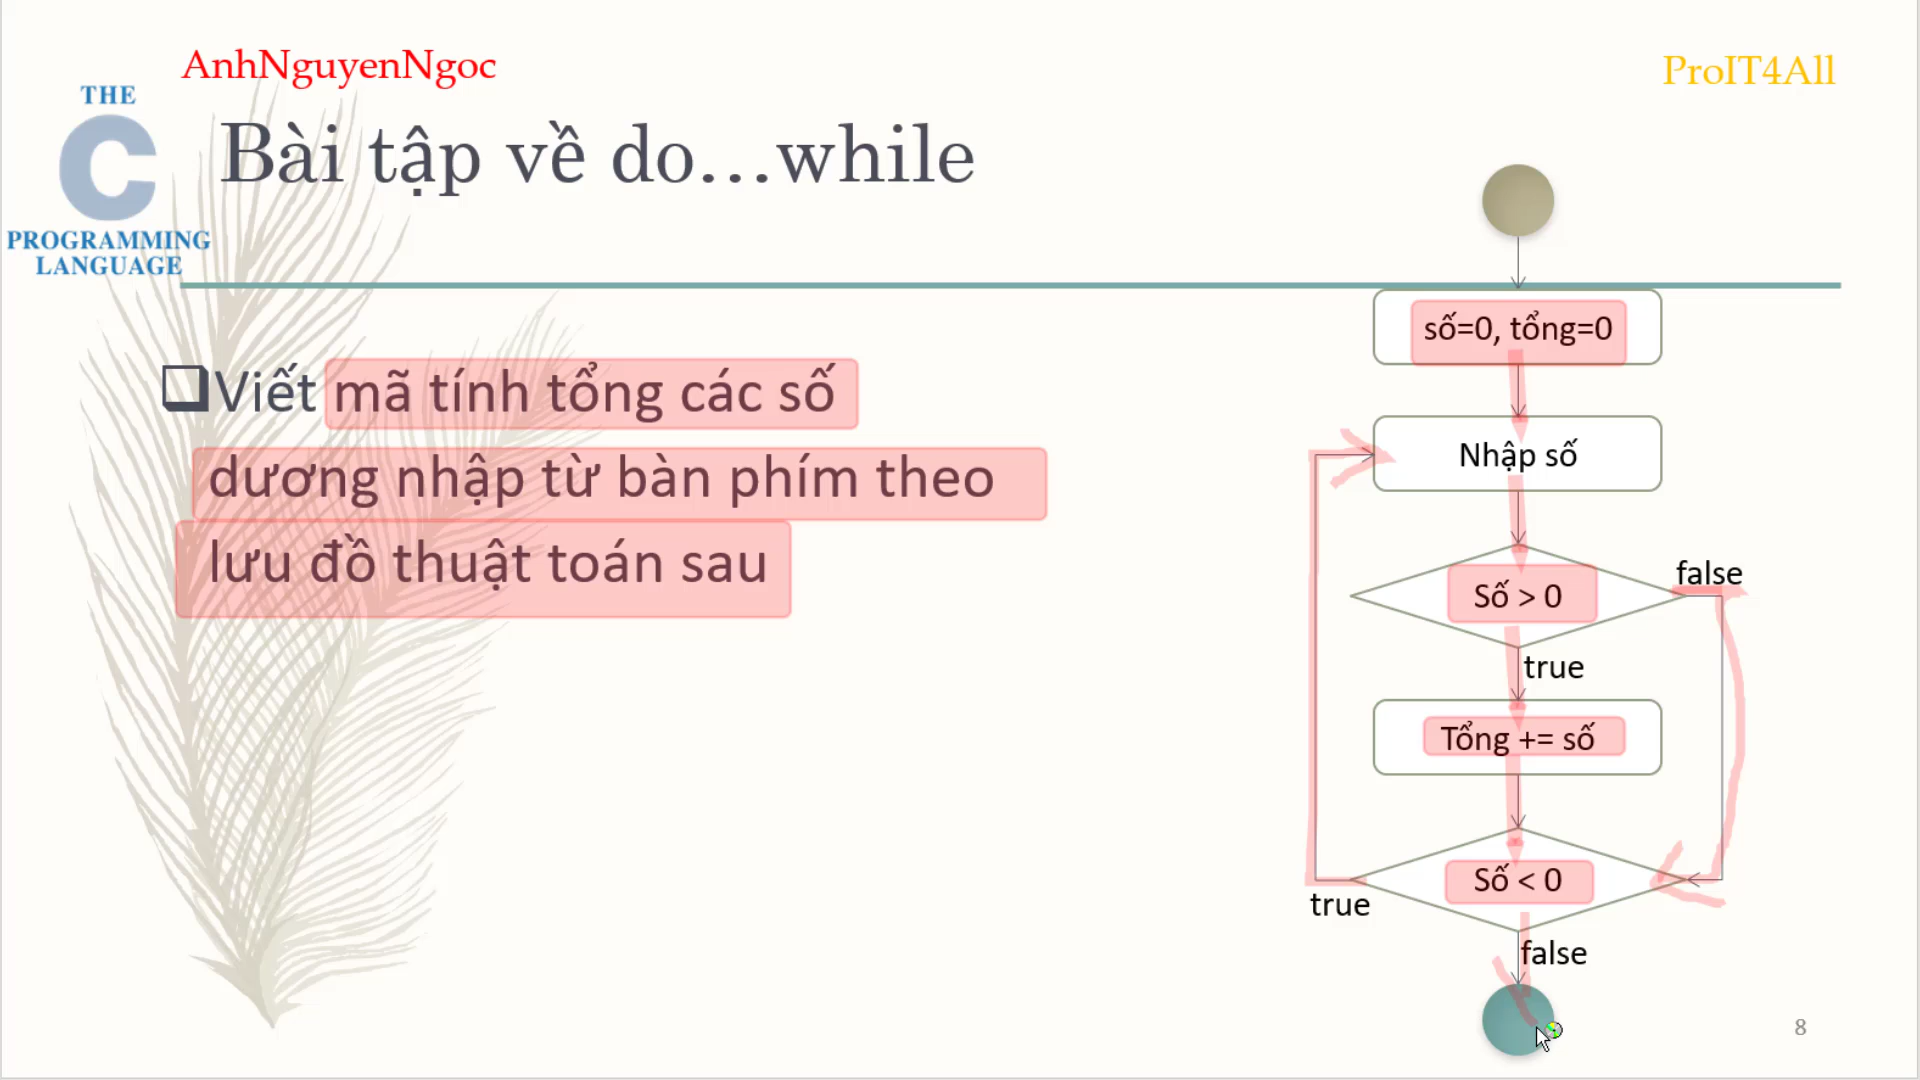 AnhNguyenNgoc
ProIT4All
THE
C
PROGRAMMING
LANGUAGE
Bài tập về do...while
Viết mã tính tổng các số
dương nhập từ bàn phím theo
lưu đồ thuật toán sau
số=0, tổng=0
Nhập số
false
Số > 0
true
Tổng += số
Số < 0
true
false
8